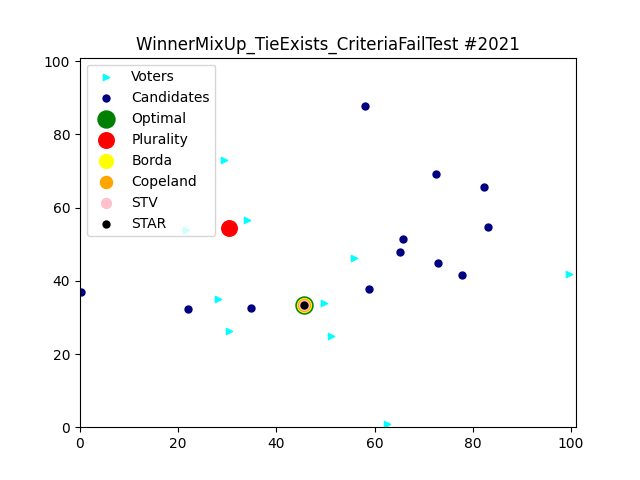 WinnerMixUp_TieExists_CriteriaFailTest #2021
100
80
60
40
20
0
Voters
Candidates
Optimal
Plurality
Borda
Copeland
STV
STAR
0 20 40 60 80 100